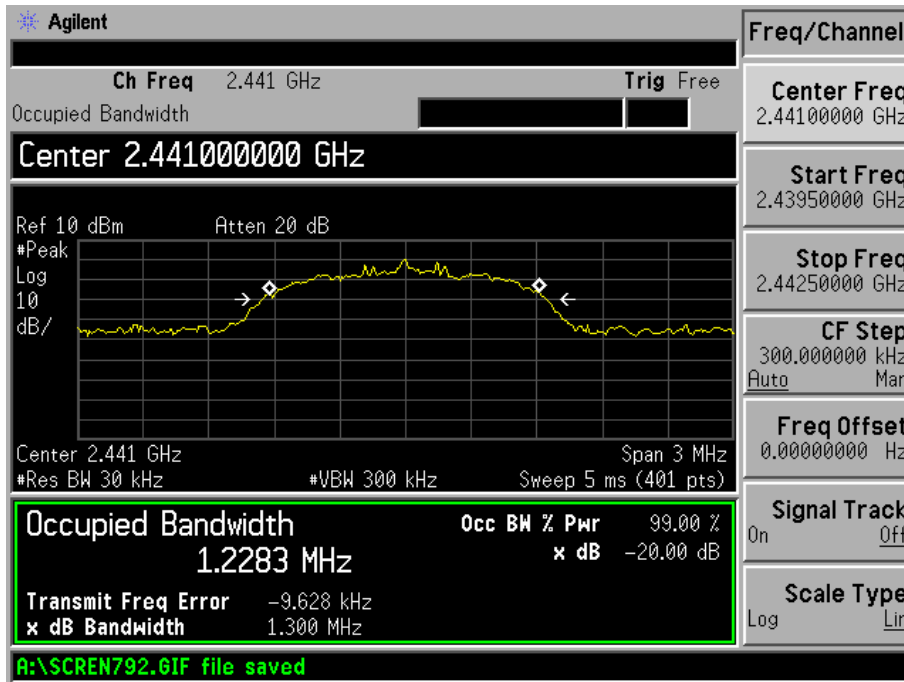 Agilent
Freq/Channel
Ch Freq 2.441 GHz Trig Free
Occupied Bandwidth
Center 2.441000000 GHz
Ref 10 dBm Atten 20 dB
#Peak
Log
10
dB/
Center 2.441 GHz Span 3 MHz
#Res BW 30 kHz #VBW 300 kHz Sweep 5 ms (401 pts)
Occupied Bandwidth Occ BW % Pwr 99.00 %
1.2283 MHz x dB -20.00 dB
Transmit Freq Error -9.628 kHz
x dB Bandwidth 1.300 MHz
A:\SCREN792.GIF file saved
Center Freq
2.44100000 GHz
Start Freq
2.43950000 GHz
Stop Freq
2.44250000 GHz
CF Step
300.000000 kHz
Auto Man
Freq Offset
0.00000000 Hz
Signal Track
On Off
Scale Type
Log Lin